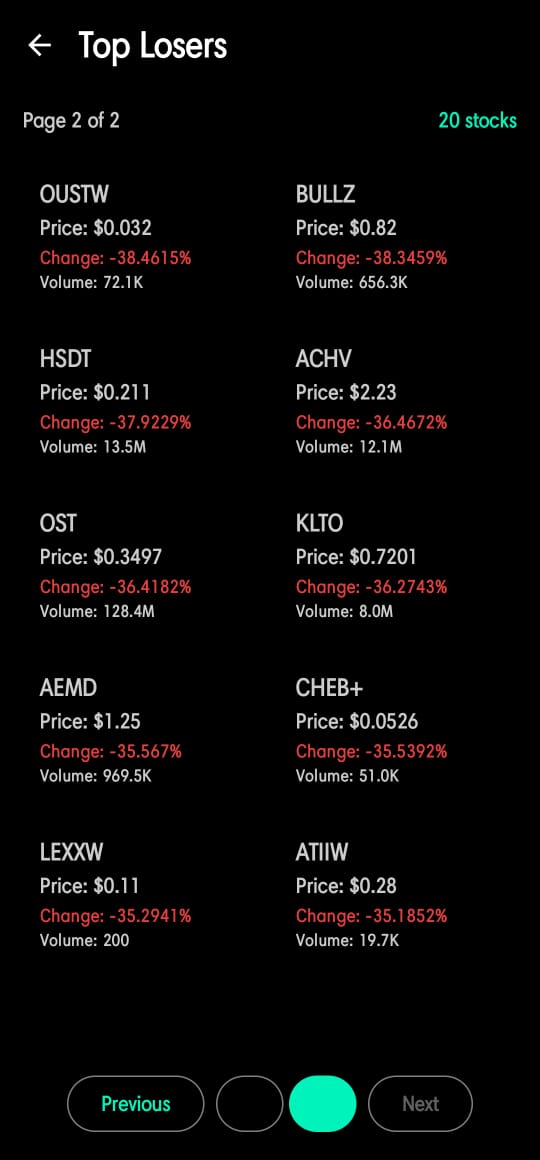 Top Losers
Page 2 of 2
20 stocks
OUSTW
Price: $0.032
Change: -38.4615%
Volume: 72.1K
BULLZ
Price: $0.82
Change: -38.3459%
Volume: 656.3K
HSDT
Price: $0.211
Change: -37.9229%
Volume: 13.5M
ACHV
Price: $2.23
Change: -36.4672%
Volume: 12.1M
OST
Price: $0.3497
Change: -36.4182%
Volume: 128.4M
KLTO
Price: $0.7201
Change: -36.2743%
Volume: 8.0M
AEMD
Price: $1.25
Change: -35.567%
Volume: 969.5K
CHEB+
Price: $0.0526
Change: -35.5392%
Volume: 51.0K
LEXXW
Price: $0.11
Change: -35.2941%
Volume: 200
ATIIW
Price: $0.28
Change: -35.1852%
Volume: 19.7K
Previous
Next